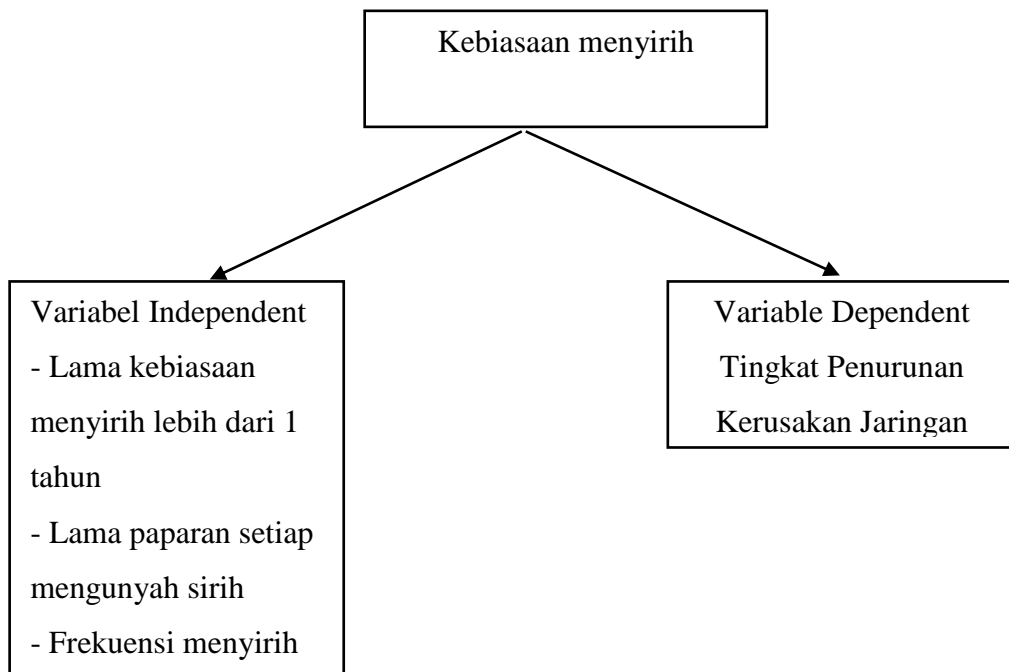 Kebiasaan menyirih
Variabel Independent
- Lama kebiasaan
menyirih lebih dari 1
tahun
- Lama paparan setiap
mengunyah sirih
- Frekuensi menyirih
Variable Dependent
Tingkat Penurunan
Kerusakan Jaringan